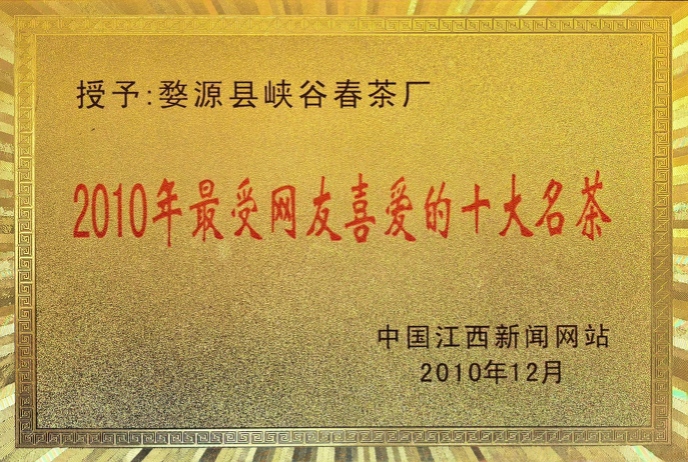 授予:婺源县峡谷春茶厂
2010年最受网友喜爱的十大名茶
中国江西新闻网站
2010年12月